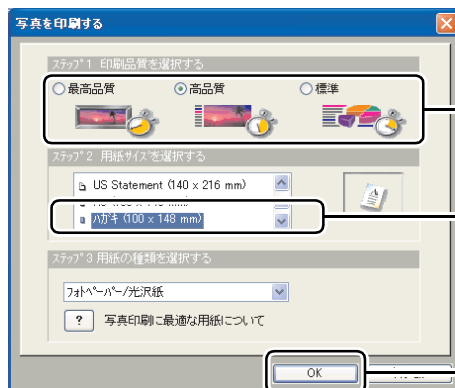 写真を印刷する
ステップ1 印刷品質を選択する
最高品質 高品質 標準
ステップ2 用紙サイズを選択する
US Statement (140 x 216 mm)
ハガキ (100 x 148 mm)
ステップ3 用紙の種類を選択する
フォトペーパー/光沢紙
? 写真印刷に最適な用紙について
OK